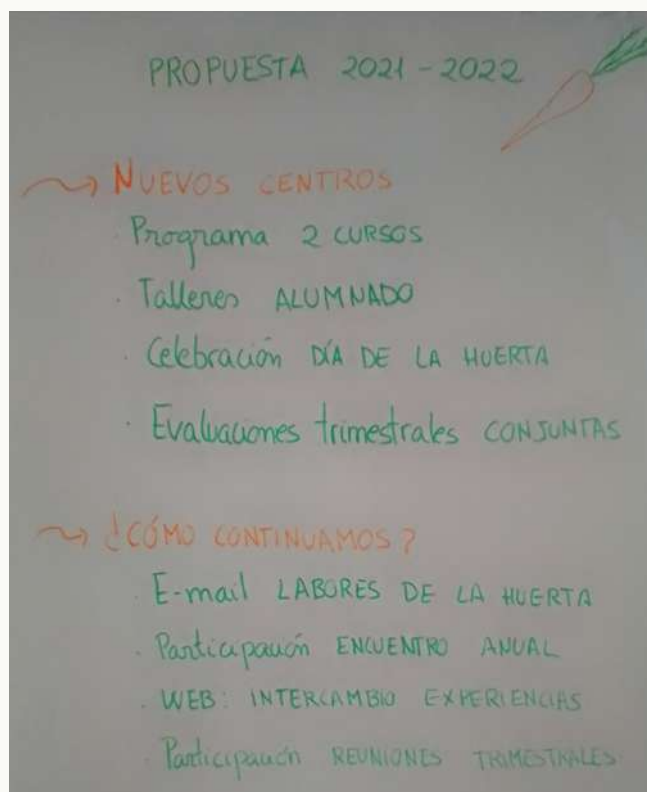 PROPUESTA 2021 - 2022
NUEVOS CENTROS
· Programa 2 CURSOS
· Talleres ALUMNADO
· Celebración DÍA DE LA HUERTA
· Evaluaciones trimestrales CONJUNTAS
¿CÓMO CONTINUAMOS?
· E-mail LABORES DE LA HUERTA
· Participación ENCUENTRO ANUAL
· WEB: INTERCAMBIO EXPERIENCIAS
· Participación REUNIONES TRIMESTRALES